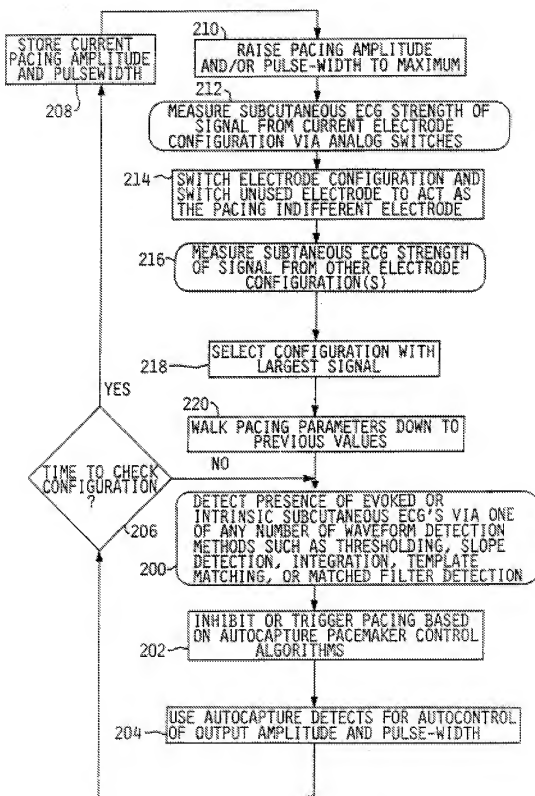 STORE CURRENT
PACING AMPLITUDE
AND PULSEWIDTH
208
210
RAISE PACING AMPLITUDE
AND/OR PULSE-WIDTH TO MAXIMUM
212
MEASURE SUBCUTANEOUS ECG STRENGTH OF
SIGNAL FROM CURRENT ELECTRODE
CONFIGURATION VIA ANALOG SWITCHES
214
SWITCH ELECTRODE CONFIGURATION AND
SWITCH UNUSED ELECTRODE TO ACT AS
THE PACING INDIFFERENT ELECTRODE
216
MEASURE SUBTANEOUS ECG STRENGTH
OF SIGNAL FROM OTHER ELECTRODE
CONFIGURATION(S)
218
SELECT CONFIGURATION WITH
LARGEST SIGNAL
YES
220
WALK PACING PARAMETERS DOWN TO
PREVIOUS VALUES
NO
TIME TO CHECK
CONFIGURATION
?
206
DETECT PRESENCE OF EVOKED OR
INTRINSIC SUBCUTANEOUS ECG'S VIA ONE
OF ANY NUMBER OF WAVEFORM DETECTION
METHODS SUCH AS THRESHOLDING, SLOPE
DETECTION, INTEGRATION, TEMPLATE
MATCHING, OR MATCHED FILTER DETECTION
200
INHIBIT OR TRIGGER PACING BASED
ON AUTOCAPTURE PACEMAKER CONTROL
ALGORITHMS
202
USE AUTOCAPTURE DETECTS FOR AUTOCONTROL
OF OUTPUT AMPLITUDE AND PULSE-WIDTH
204